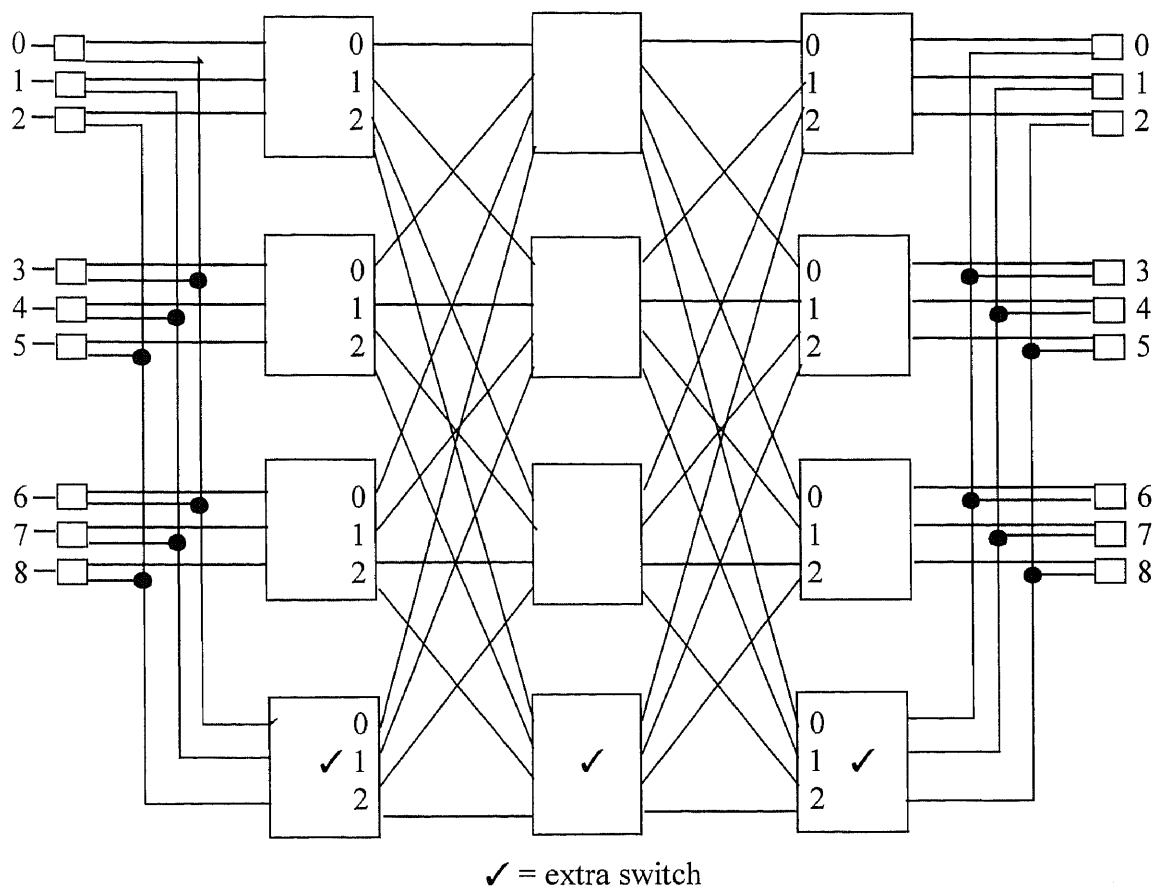 0 0 0 0
1 1 1 1
2 2 2 2
3 0 0 3
4 1 1 4
5 2 2 5
6 0 0 6
7 1 1 7
8 2 2 8
0 0
✓ 1 ✓ 1 ✓
2 2
✓ = extra switch